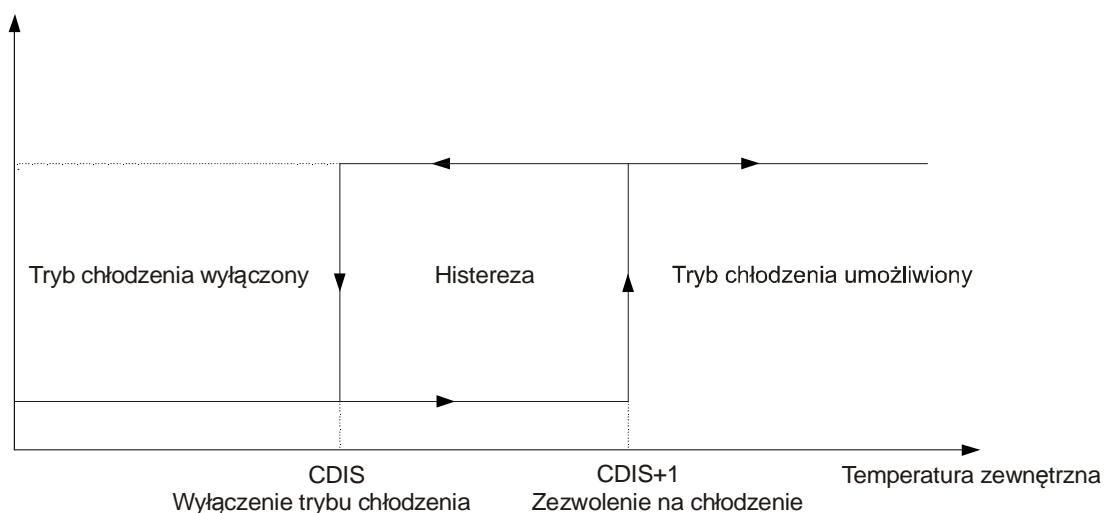 Tryb chłodzenia wyłączony
Histereza
Tryb chłodzenia umożliwiony
CDIS
Wyłączenie trybu chłodzenia
CDIS+1
Zezwolenie na chłodzenie
Temperatura zewnętrzna